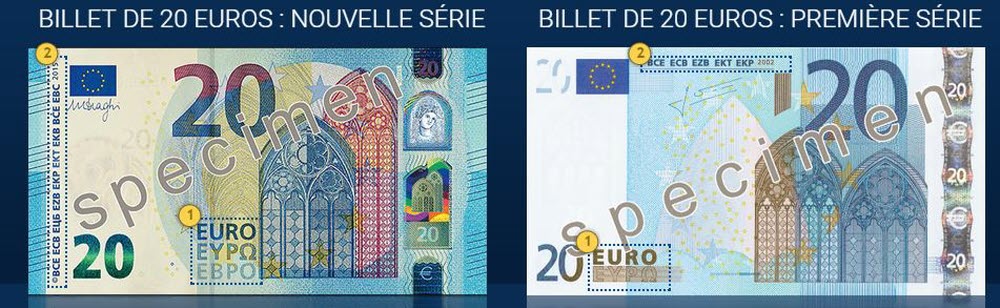 BILLET DE 20 EUROS : NOUVELLE SÉRIE
2
©BCE ECB ЕЦБ EZB EKP EKT EKB BĊE EBC 2015
MDraghi
20
20
specimen
1
EURO
ΕΥΡΩ
ЕВРО
20
20
€
BILLET DE 20 EUROS : PREMIÈRE SÉRIE
2
BCE ECB EZB EKT EKP 2002
20
20
specimen
1
20
EURO
ΕΥΡΩ
20
20
20